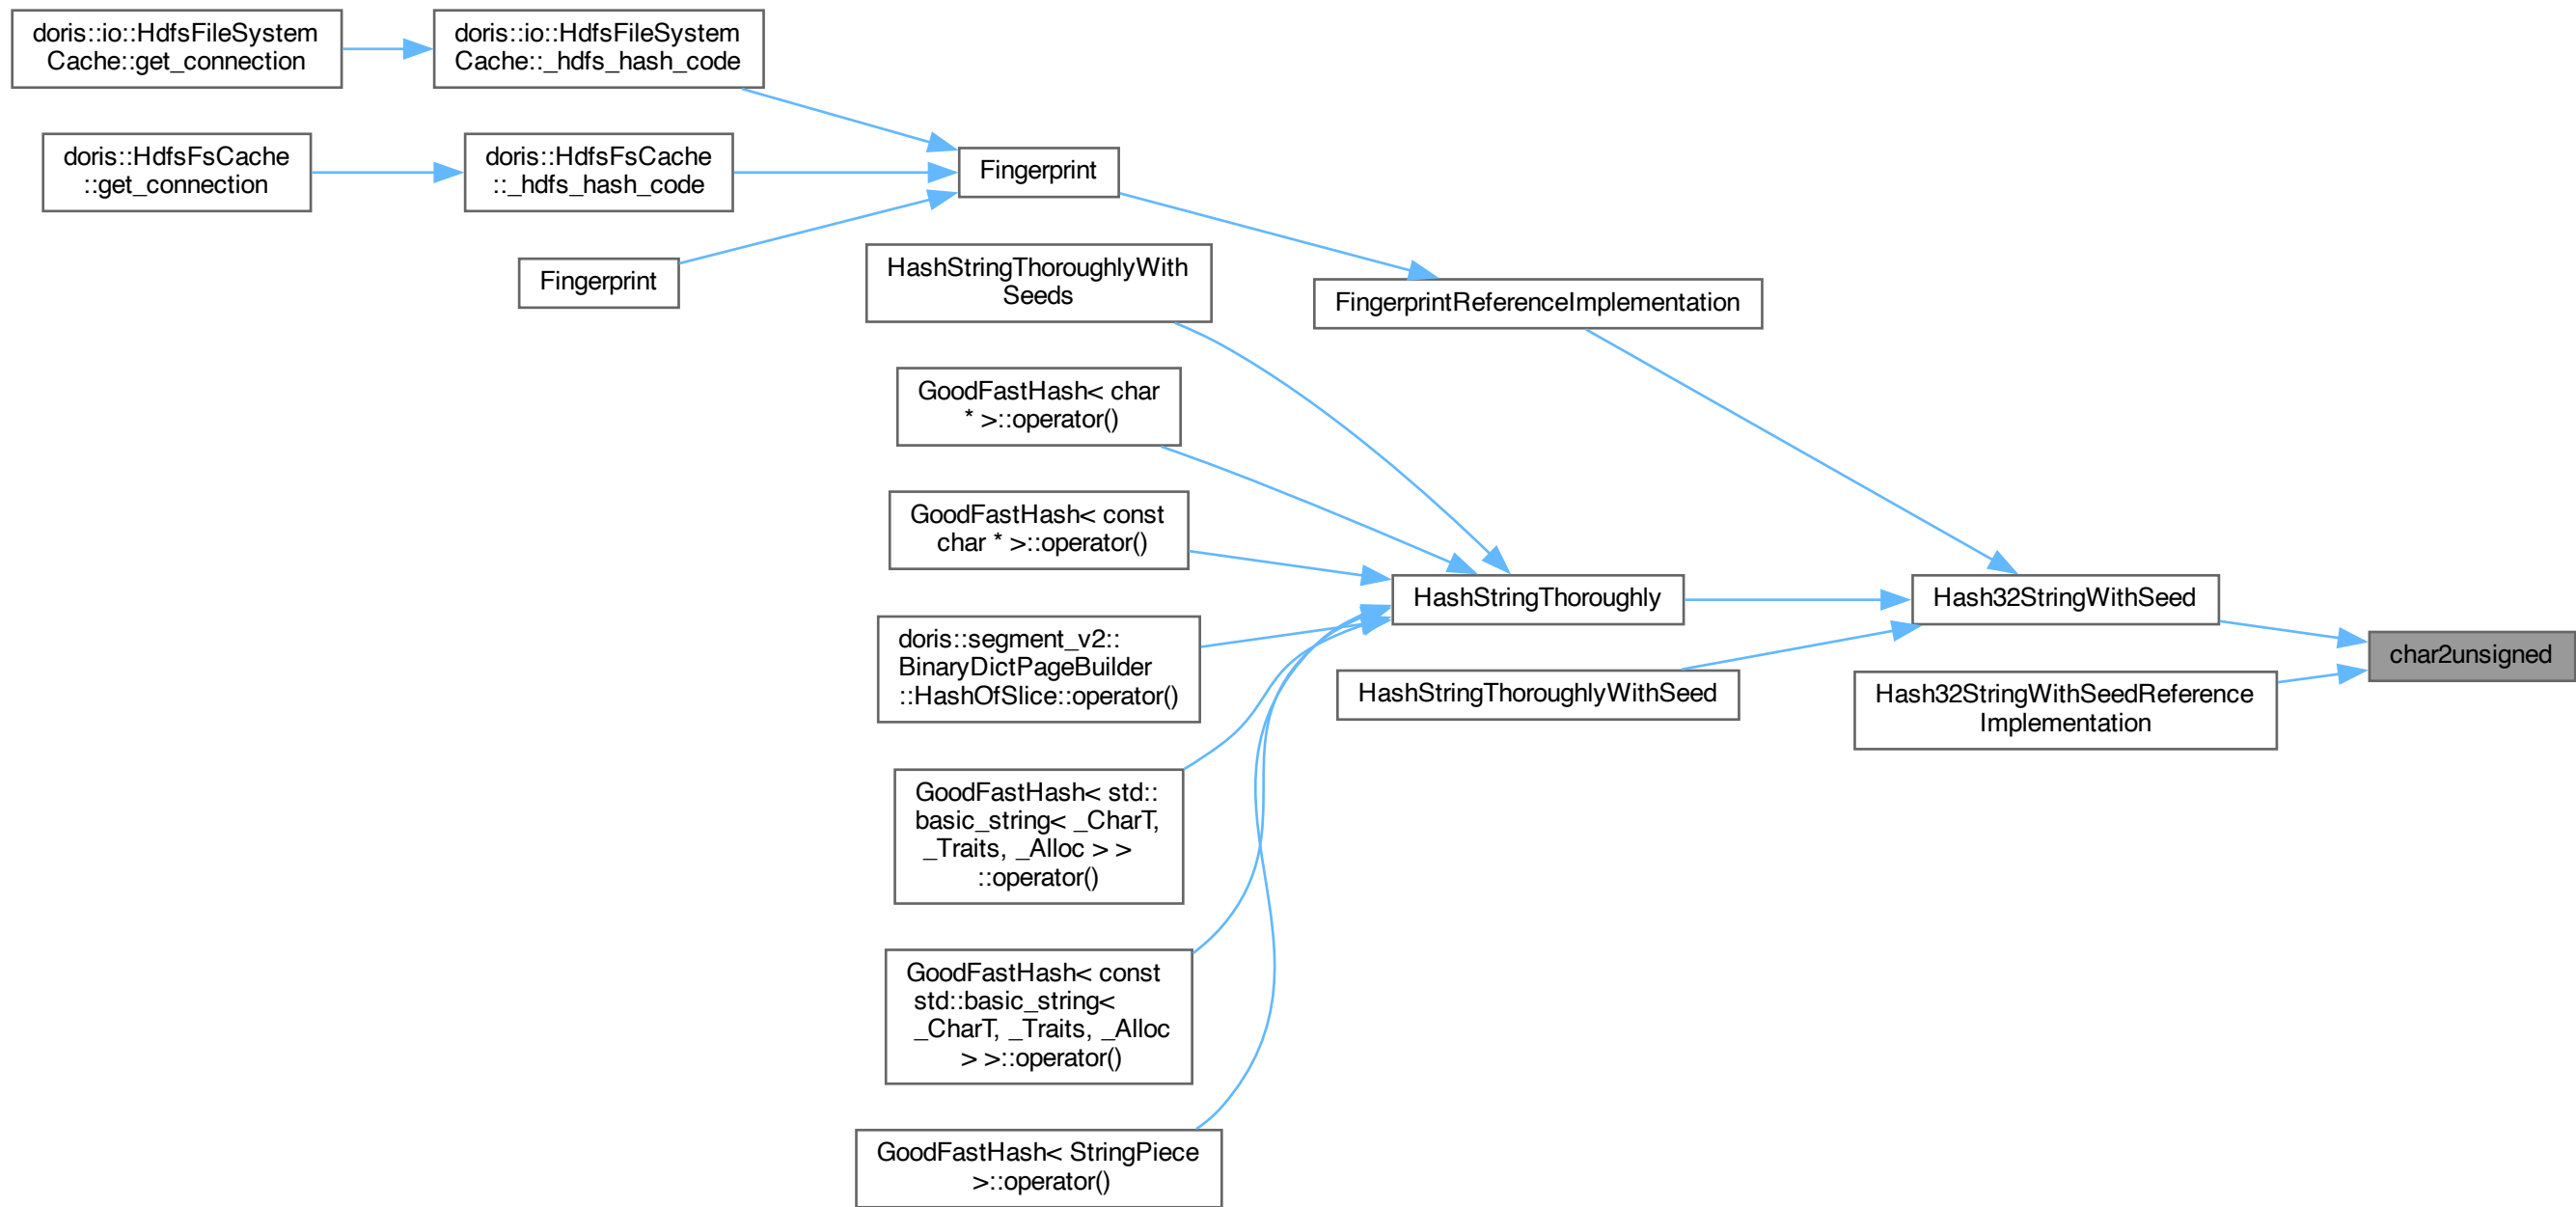 doris::io::HdfsFileSystem
Cache::get_connection
doris::io::HdfsFileSystem
Cache::_hdfs_hash_code
doris::HdfsFsCache
::get_connection
doris::HdfsFsCache
::_hdfs_hash_code
Fingerprint
Fingerprint
HashStringThoroughlyWith
Seeds
FingerprintReferenceImplementation
GoodFastHash< char
* >::operator()
GoodFastHash< const
char * >::operator()
HashStringThoroughly
Hash32StringWithSeed
doris::segment_v2::
BinaryDictPageBuilder
::HashOfSlice::operator()
HashStringThoroughlyWithSeed
Hash32StringWithSeedReference
Implementation
char2unsigned
GoodFastHash< std::
basic_string< _CharT,
_Traits, _Alloc > >
::operator()
GoodFastHash< const
std::basic_string<
_CharT, _Traits, _Alloc
> >::operator()
GoodFastHash< StringPiece
>::operator()